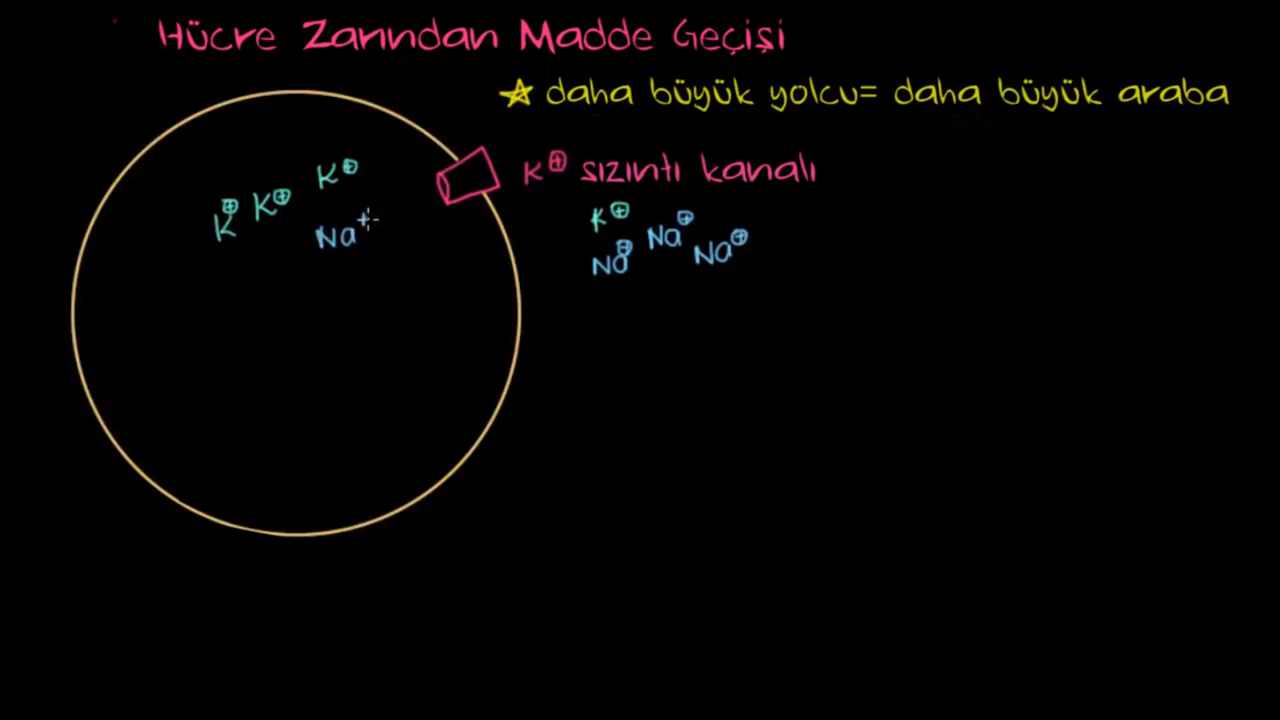 Hücre Zarından Madde Geçişi
☆ daha büyük yolcu= daha büyük araba
K⊕ sızıntı kanalı
K⊕ K⊕ K⊕
Na+
K⊕
Na⊕ Na⊕ Na⊕